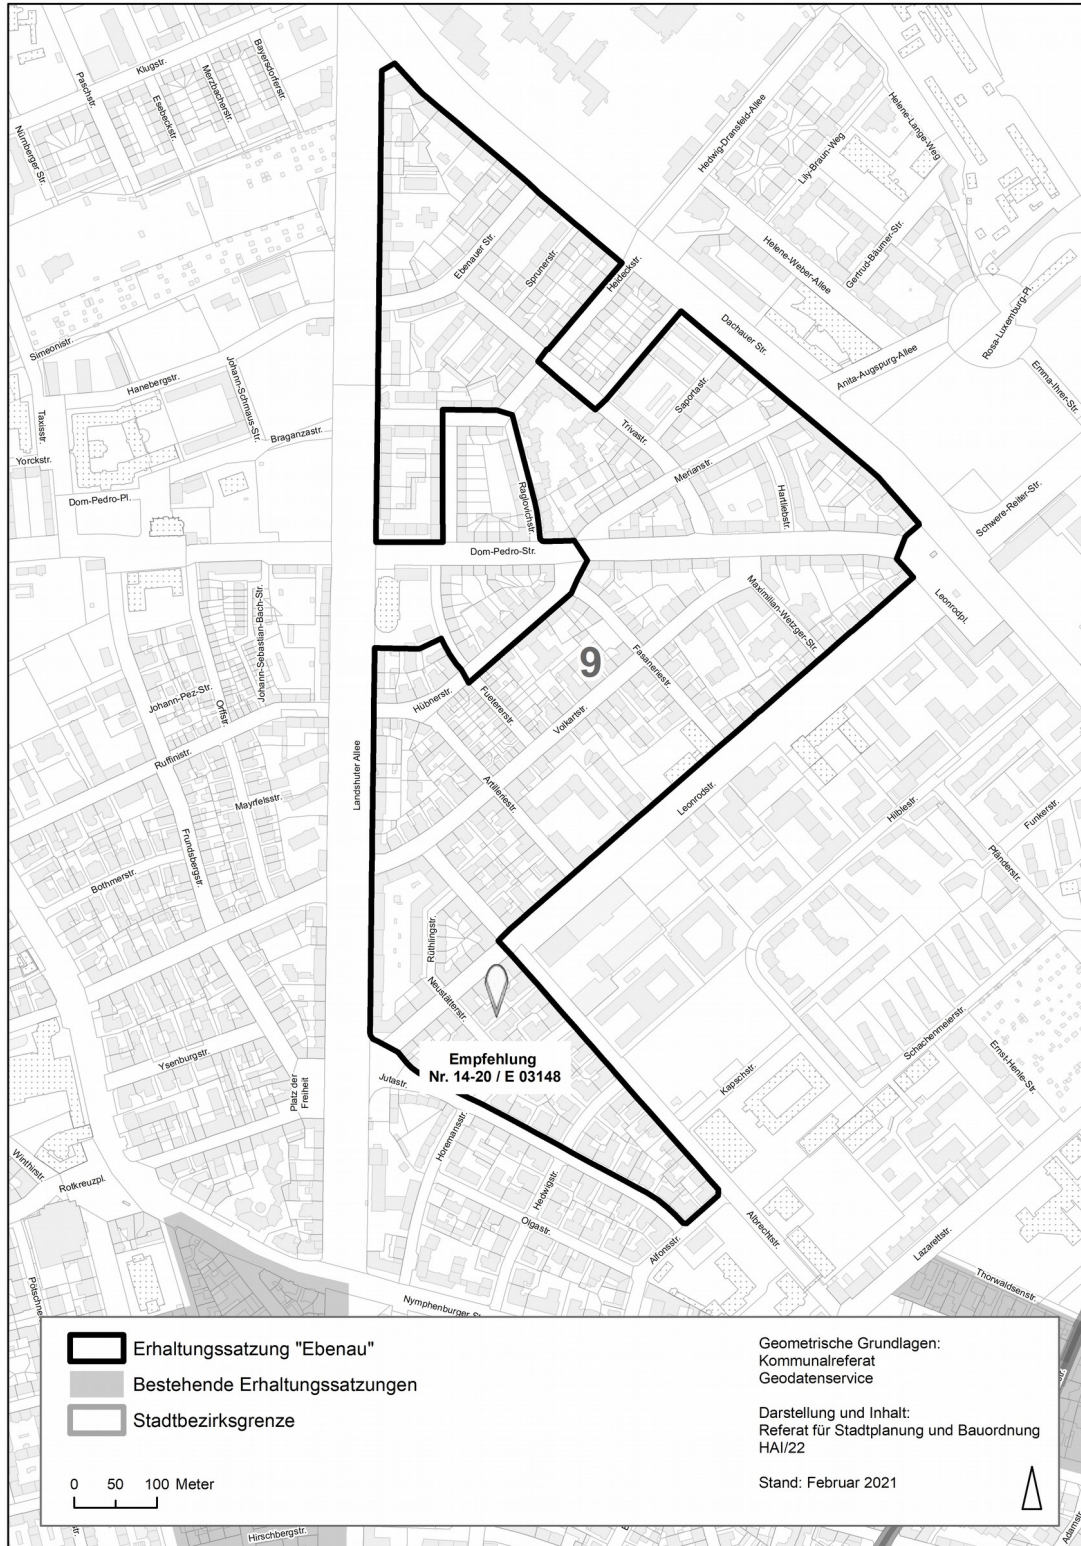 Klugstr.
Bayersdorferstr.
Merzbacherstr.
Esebeckstr.
Paschstr.
Nürnberger Str.
Hedwig-Dransfeld-Allee
Helene-Lange-Weg
Lily-Braun-Weg
Helene-Weber-Allee
Gertrud-Bäumer-Str.
Rosa-Luxemburg-Pl.
Ebenauer Str.
Sprunerstr.
Heideckstr.
Dachauer Str.
Anita-Augspurg-Allee
Emma-Ihrer-Str.
Simeonistr.
Hanebergstr.
Johann-Schmaus-Str.
Taxisstr.
Yorckstr.
Braganzastr.
Dom-Pedro-Pl.
Saportastr.
Trivastr.
Merianstr.
Hartliebstr.
Raglovichstr.
Schwere-Reiter-Str.
Dom-Pedro-Str.
Leonrodpl.
Maximilian-Wetzger-Str.
Johann-Sebastian-Bach-Str.
Johann-Pez-Str.
Orffstr.
Ruffinistr.
Mayrfelsstr.
Landshuter Allee
Hübnerstr.
Fuetererstr.
9
Fasaneriestr.
Volkartstr.
Artilleriestr.
Leonrodstr.
Hilblestr.
Funkerstr.
Pfänderstr.
Frundsbergstr.
Bothmerstr.
Rüthlingstr.
Neustätterstr.
Ysenburgstr.
Platz der
Freiheit
Empfehlung
Nr. 14-20 / E 03148
Jutastr.
Schachenmeierstr.
Ernst-Henle-Str.
Kapschstr.
Horemansstr.
Hedwigstr.
Olgastr.
Alfonsstr.
Albrechtstr.
Lazarettstr.
Thorwaldsenstr.
Winthirstr.
Rotkreuzpl.
Nymphenburger S
Erhaltungssatzung "Ebenau"
Bestehende Erhaltungssatzungen
Stadtbezirksgrenze
0 50 100 Meter
Geometrische Grundlagen:
Kommunalreferat
Geodatenservice
Darstellung und Inhalt:
Referat für Stadtplanung und Bauordnung
HAI/22
Stand: Februar 2021
Hirschbergstr.
Adamstr.